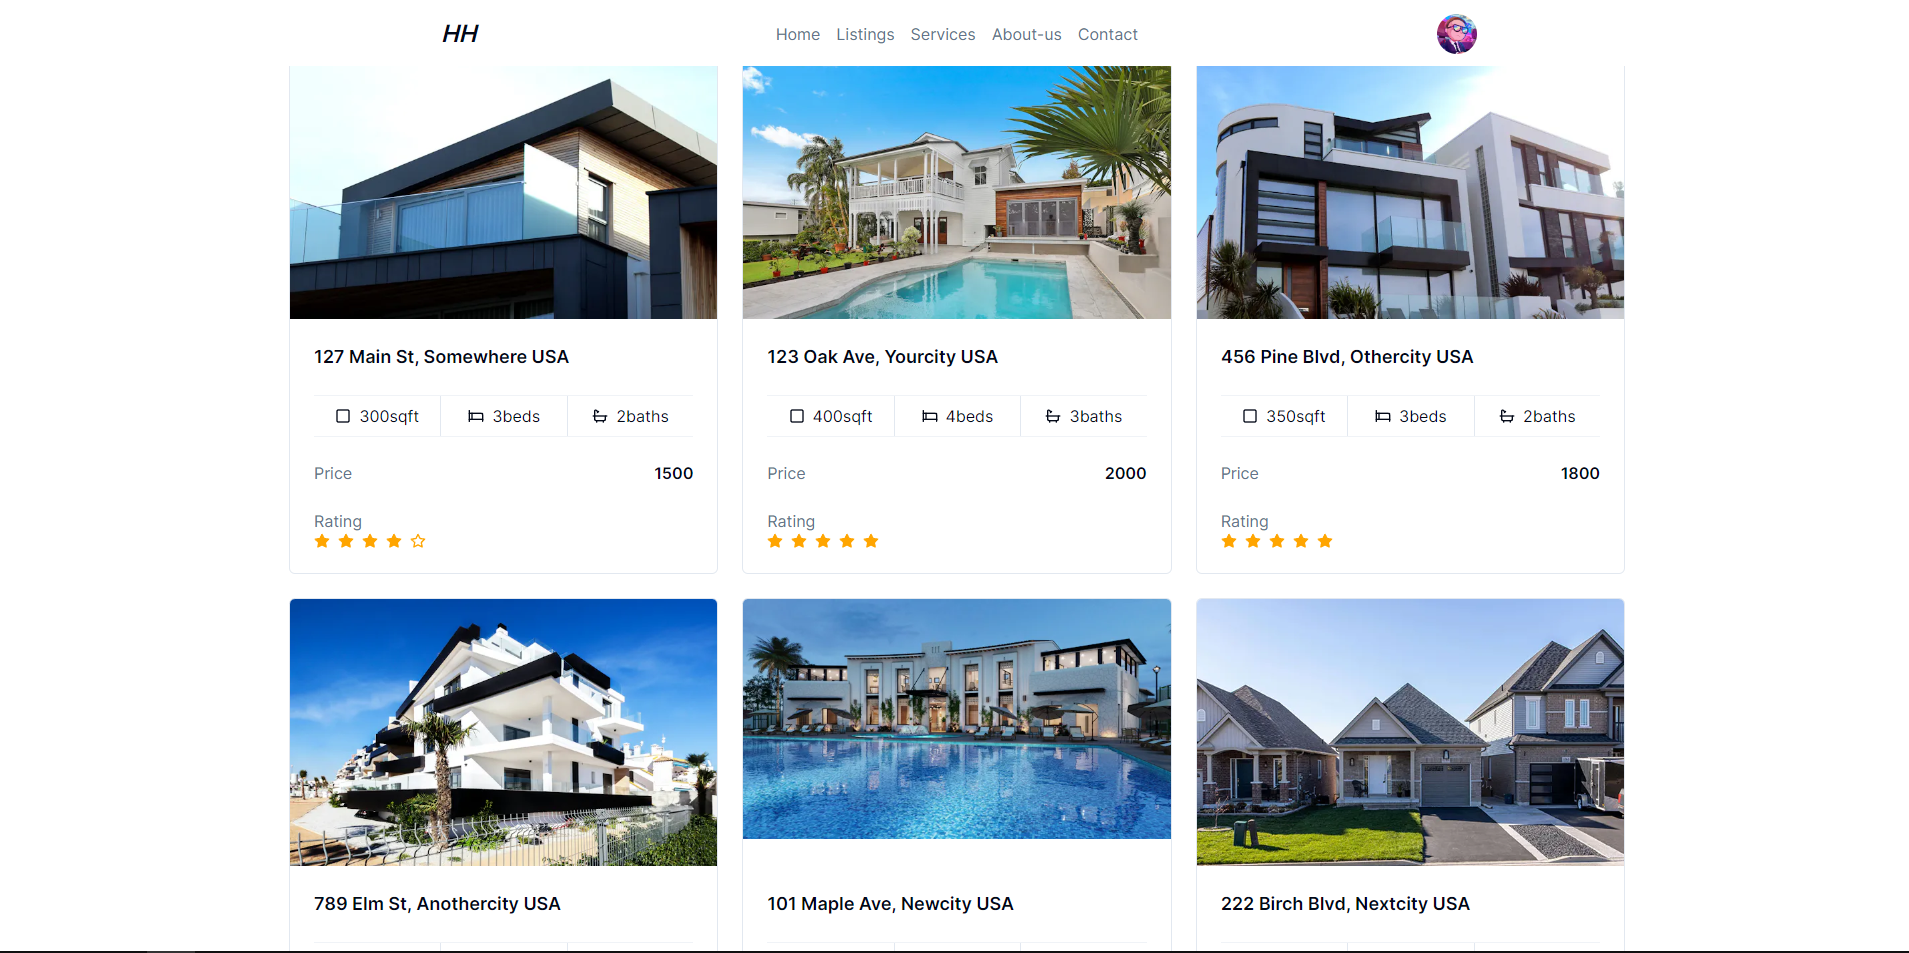 HH
Home Listings Services About-us Contact
127 Main St, Somewhere USA
300sqft 3beds 2baths
Price 1500
Rating
123 Oak Ave, Yourcity USA
400sqft 4beds 3baths
Price 2000
Rating
456 Pine Blvd, Othercity USA
350sqft 3beds 2baths
Price 1800
Rating
789 Elm St, Anothercity USA
101 Maple Ave, Newcity USA
222 Birch Blvd, Nextcity USA